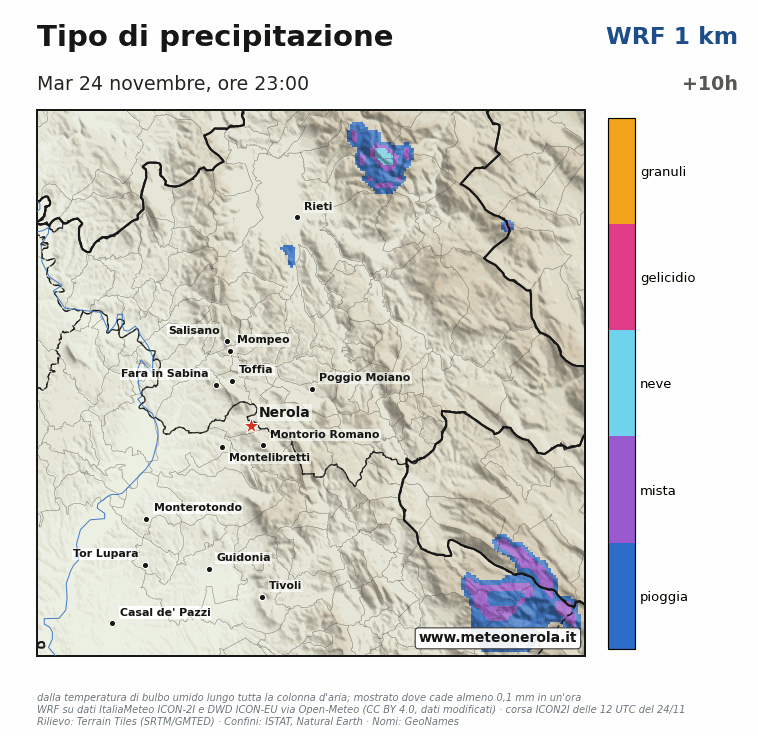 Tipo di precipitazione
WRF 1 km
Mar 24 novembre, ore 23:00
+10h
granuli
gelicidio
neve
mista
pioggia
Rieti
Salisano
Mompeo
Fara in Sabina
Toffia
Poggio Moiano
Nerola
Montorio Romano
Montelibretti
Monterotondo
Tor Lupara
Guidonia
Tivoli
Casal de' Pazzi
www.meteonerola.it
dalla temperatura di bulbo umido lungo tutta la colonna d'aria; mostrato dove cade almeno 0,1 mm in un'ora
WRF su dati ItaliaMeteo ICON-2I e DWD ICON-EU via Open-Meteo (CC BY 4.0, dati modificati) · corsa ICON2I delle 12 UTC del 24/11
Rilievo: Terrain Tiles (SRTM/GMTED) · Confini: ISTAT, Natural Earth · Nomi: GeoNames